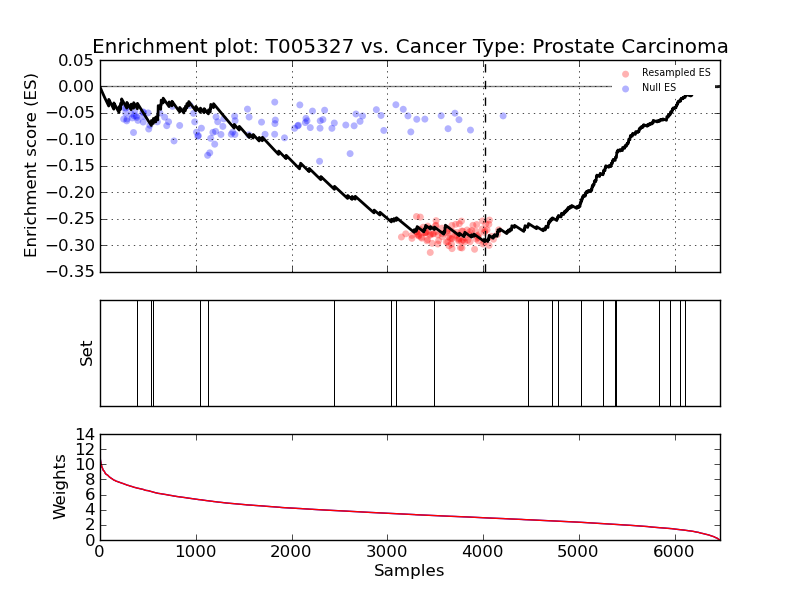 Enrichment plot: T005327 vs. Cancer Type: Prostate Carcinoma
Enrichment score (ES)
0.05
0.00
−0.05
−0.10
−0.15
−0.20
−0.25
−0.30
−0.35
Resampled ES
Null ES
Set
Weights
14
12
10
8
6
4
2
0
0 1000 2000 3000 4000 5000 6000
Samples